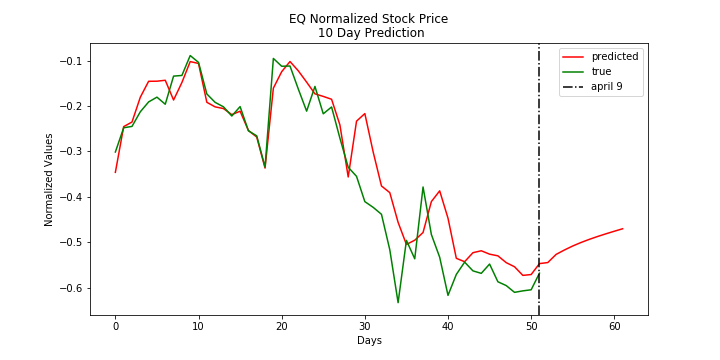 EQ Normalized Stock Price
10 Day Prediction
Normalized Values
−0.1
−0.2
−0.3
−0.4
−0.5
−0.6
predicted
true
april 9
0
10
20
30
40
50
60
Days